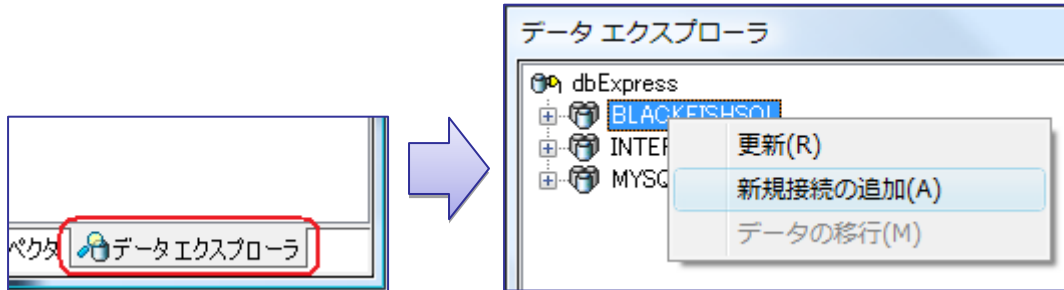 ペクタ データ エクスプローラ
データ エクスプローラ
dbExpress
BLACKFISHSQL
INTER
MYSQ
更新(R)
新規接続の追加(A)
データの移行(M)